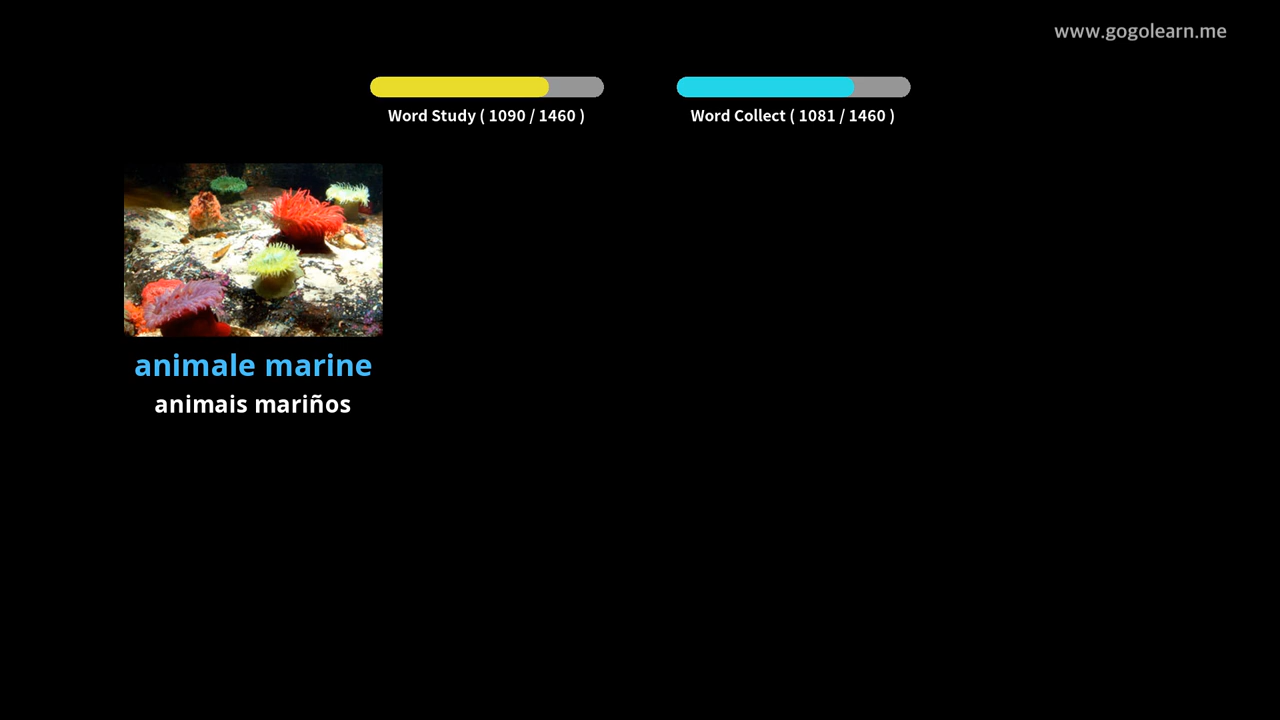 www.gogolearn.me
Word Study ( 1090 / 1460 )
Word Collect ( 1081 / 1460 )
animale marine
animais mariños